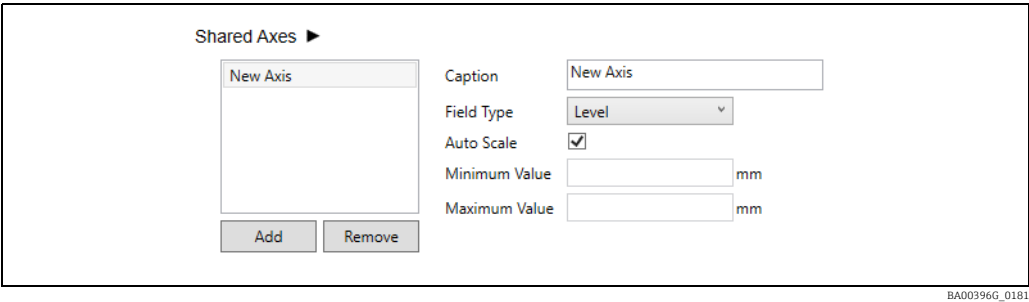 Shared Axes ►
New Axis
Caption New Axis
Field Type Level
Auto Scale
Minimum Value mm
Maximum Value mm
Add Remove
BA00396G_0181